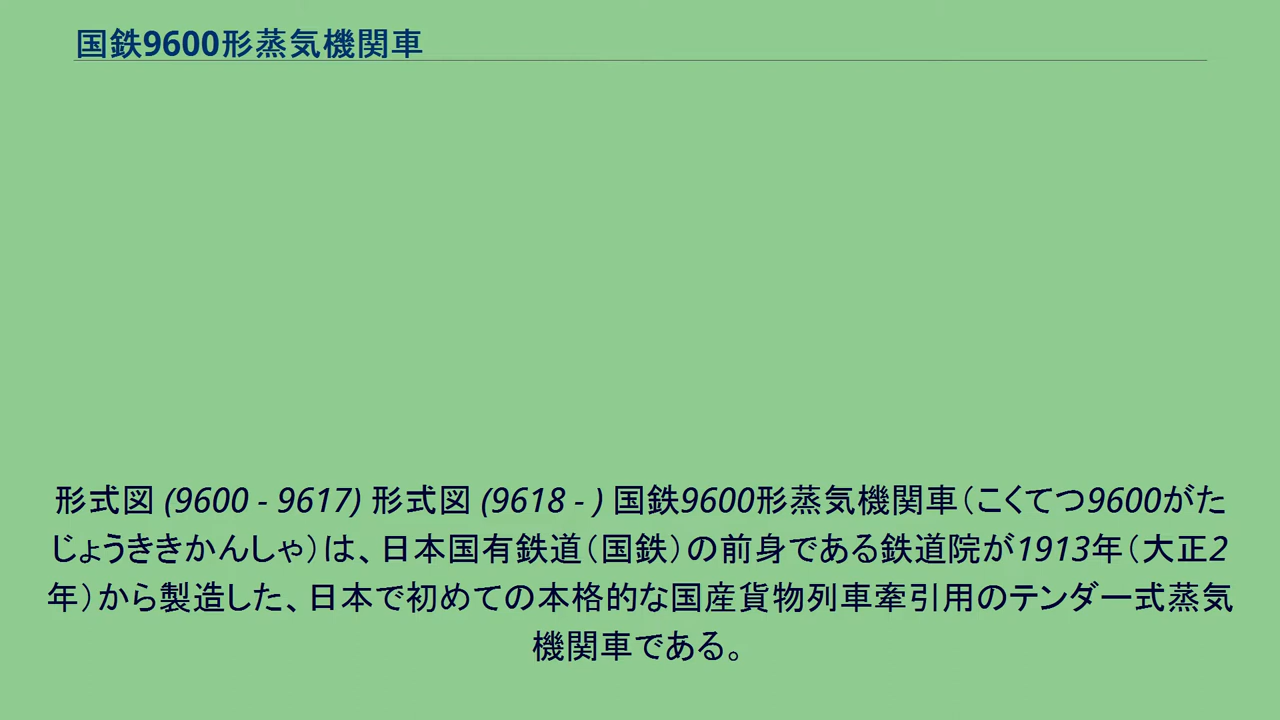 国鉄9600形蒸気機関車
形式図 (9600 - 9617) 形式図 (9618 - ) 国鉄9600形蒸気機関車（こくてつ9600がた
じょうききかんしゃ）は、日本国有鉄道（国鉄）の前身である鉄道院が1913年（大正2
年）から製造した、日本で初めての本格的な国産貨物列車牽引用のテンダー式蒸気
機関車である。